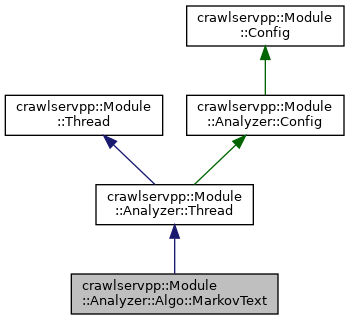 crawlservpp::Module
::Config
crawlservpp::Module
::Thread
crawlservpp::Module
::Analyzer::Config
crawlservpp::Module
::Analyzer::Thread
crawlservpp::Module
::Analyzer::Algo::MarkovText